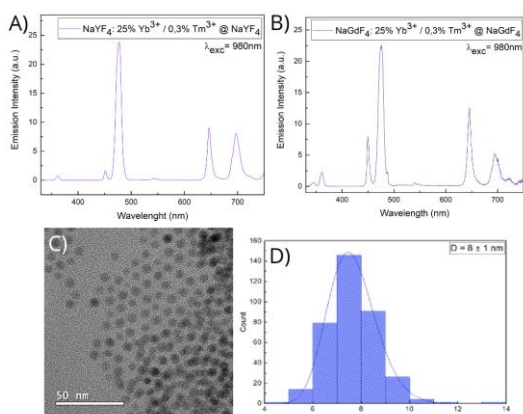 A)
NaYF₄: 25% Yb³⁺ / 0,3% Tm³⁺ @ NaYF₄
λexc= 980nm
Emission Intensity (a.u.)
25
20
15
10
5
0
400 500 600 700
Wavelenght (nm)
B)
NaGdF₄: 25% Yb³⁺ / 0,3% Tm³⁺ @ NaGdF₄
λexc= 980nm
Emission Intensity (a.u.)
25
20
15
10
5
0
400 500 600 700
Wavelength (nm)
C)
50 nm
D)
D = 8 ± 1 nm
Count
160
140
120
100
80
60
40
20
0
4 6 8 10 12 14